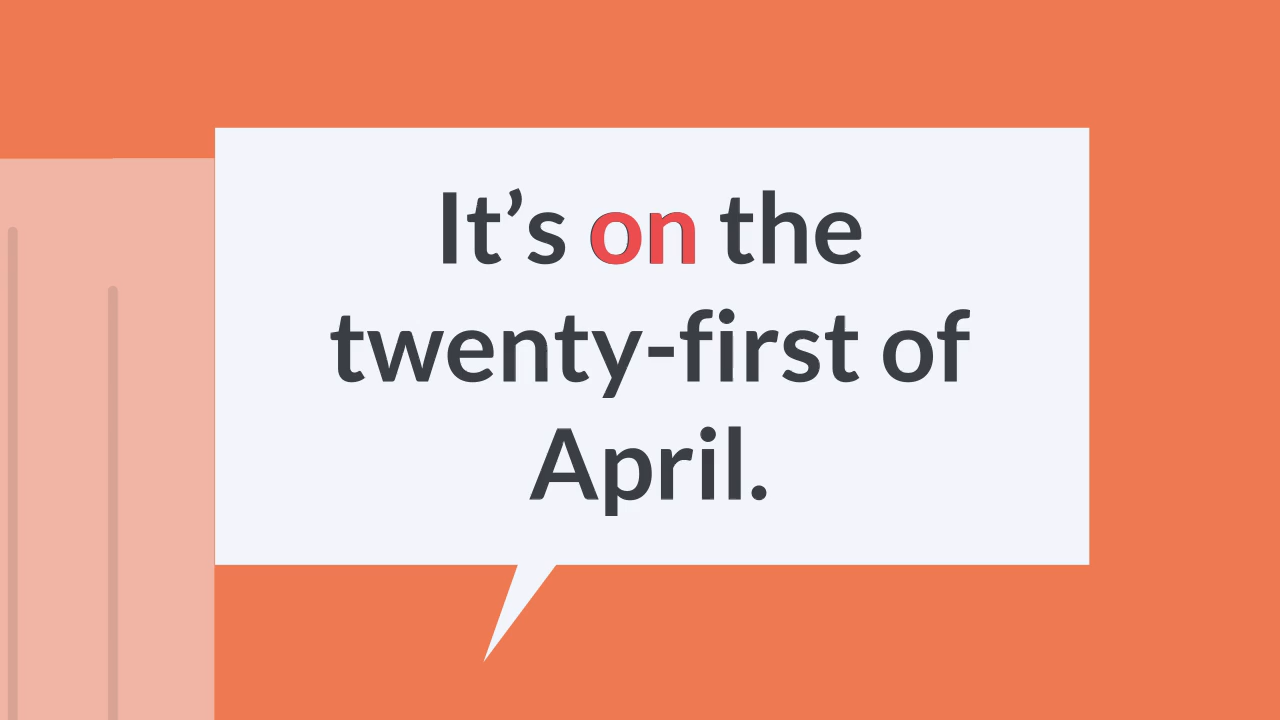 It’s on the
twenty-first of
April.